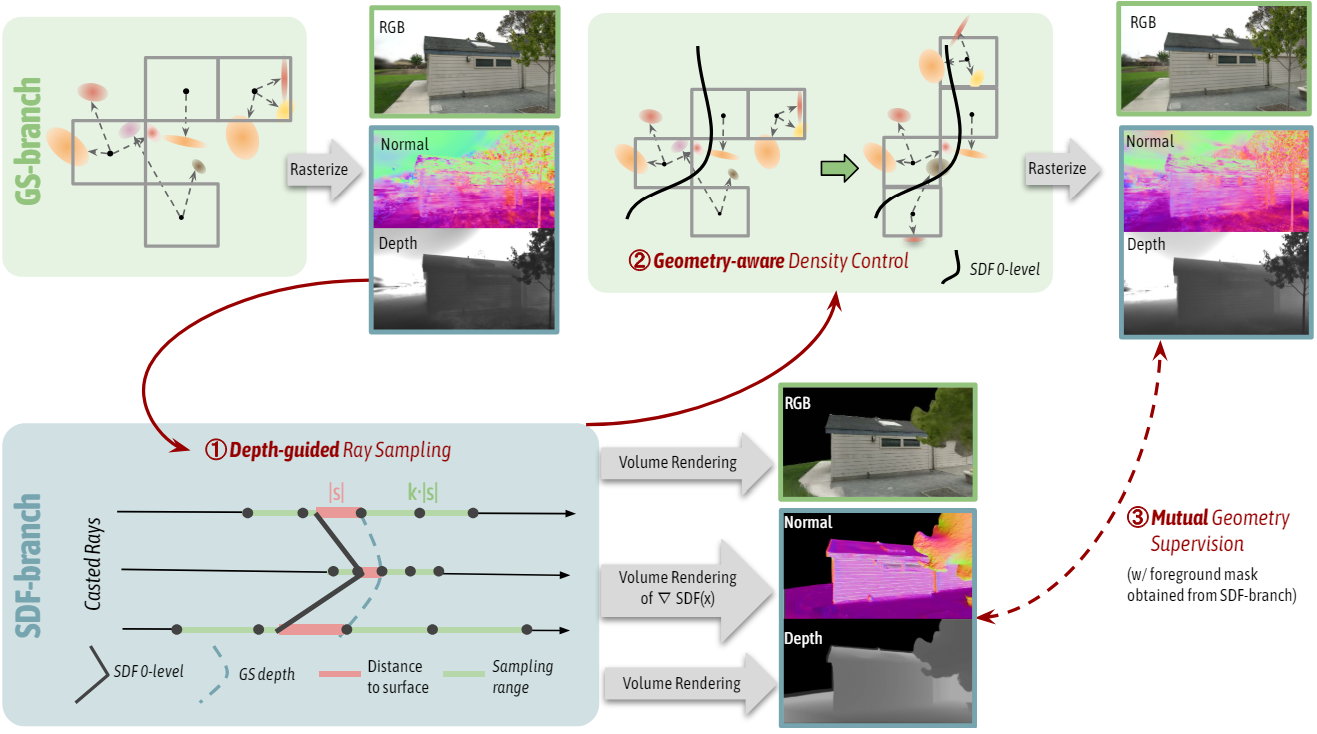 GS-branch
Rasterize
RGB
Normal
Depth
② Geometry-aware Density Control
SDF 0-level
Rasterize
RGB
Normal
Depth
SDF-branch
① Depth-guided Ray Sampling
Casted Rays
|s|
k·|s|
SDF 0-level
GS depth
Distance
to surface
Sampling
range
Volume Rendering
Volume Rendering
of ▽ SDF(x)
Volume Rendering
RGB
Normal
Depth
③ Mutual Geometry
Supervision
(w/ foreground mask
obtained from SDF-branch)